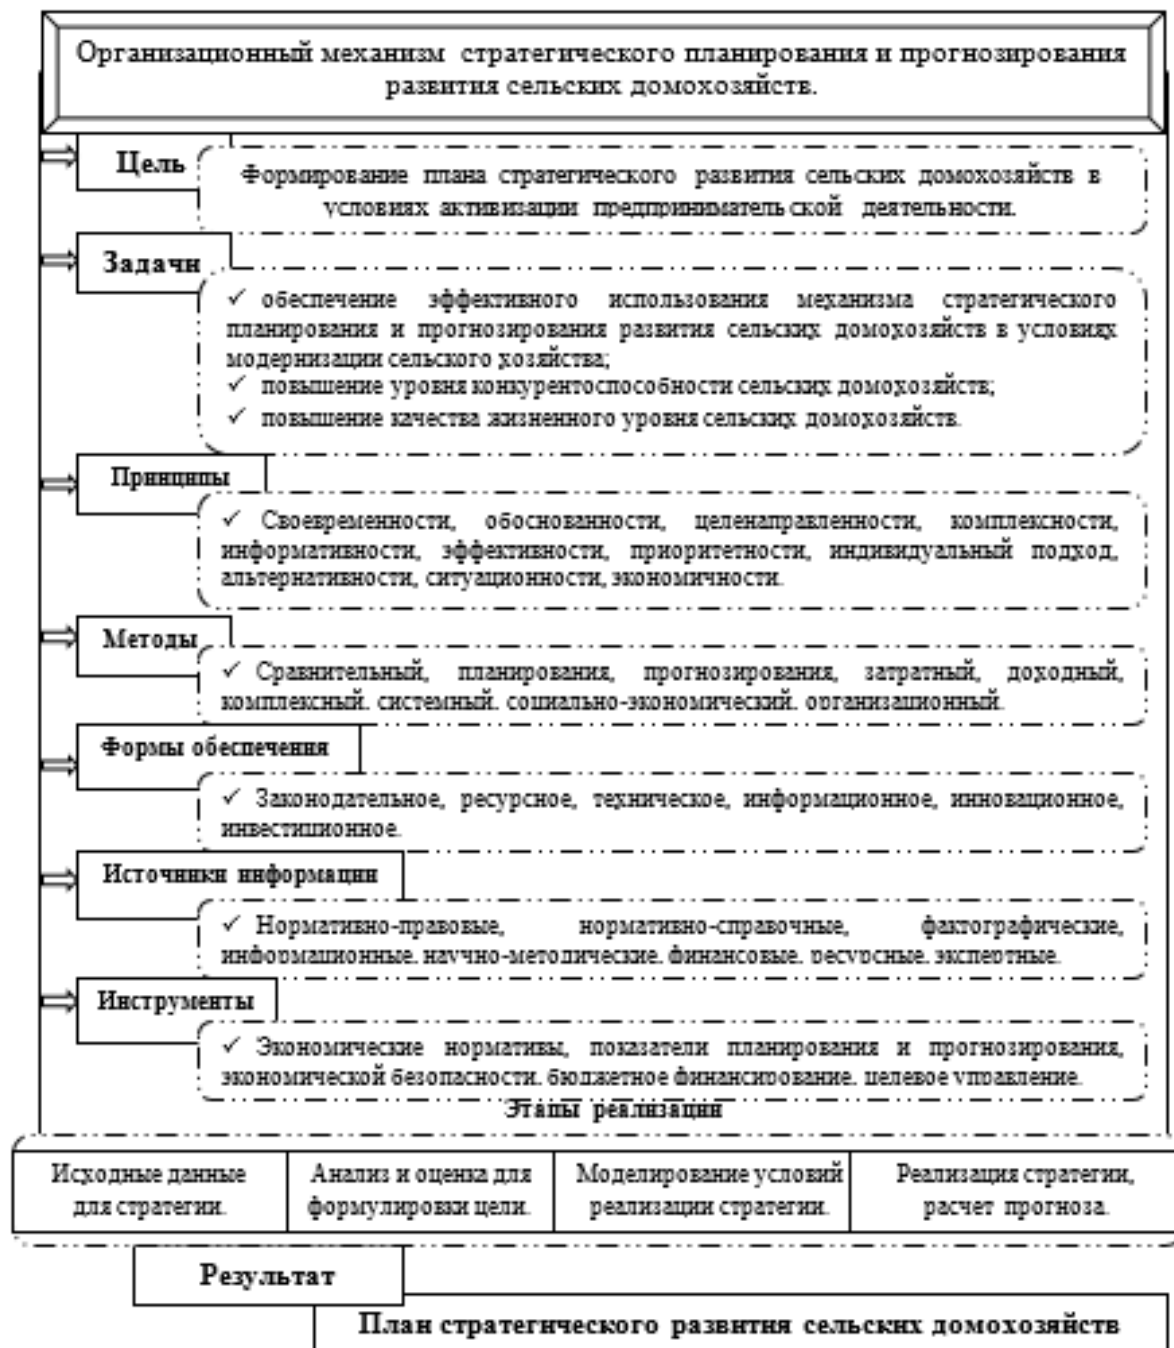 Организационный механизм стратегического планирования и прогнозирования
развития сельских домохозяйств.
Цель
Формирование плана стратегического развития сельских домохозяйств в
условиях активизации предпринимательской деятельности.
Задачи
✓ обеспечение эффективного использования механизма стратегического
планирования и прогнозирования развития сельских домохозяйств в условиях
модернизации сельского хозяйства;
✓ повышение уровня конкурентоспособности сельских домохозяйств;
✓ повышение качества жизненного уровня сельских домохозяйств.
Принципы
✓ Своевременности, обоснованности, целенаправленности, комплексности,
информативности, эффективности, приоритетности, индивидуальный подход,
альтернативности, ситуационности, экономичности.
Методы
✓ Сравнительный, планирования, прогнозирования, затратный, доходный,
комплексный, системный, социально-экономический, организационный.
Формы обеспечения
✓ Законодательное, ресурсное, техническое, информационное, инновационное,
инвестиционное.
Источники информации
✓ Нормативно-правовые, нормативно-справочные, фактографические,
информационные, научно-методические, финансовые, ресурсные, экспертные.
Инструменты
✓ Экономические нормативы, показатели планирования и прогнозирования,
экономической безопасности, бюджетное финансирование, целевое управление.
Этапы реализации
Исходные данные
для стратегии.
Анализ и оценка для
формулировки цели.
Моделирование условий
реализации стратегии.
Реализация стратегии,
расчет прогноза.
Результат
План стратегического развития сельских домохозяйств